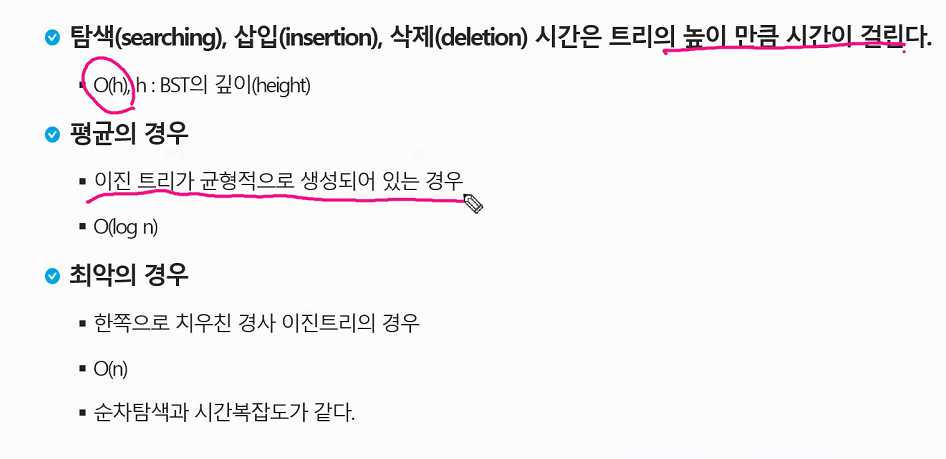 탐색(searching), 삽입(insertion), 삭제(deletion) 시간은 트리의 높이 만큼 시간이 걸린다.
O(h), h : BST의 깊이(height)
평균의 경우
이진 트리가 균형적으로 생성되어 있는 경우
O(log n)
최악의 경우
한쪽으로 치우친 경사 이진트리의 경우
O(n)
순차탐색과 시간복잡도가 같다.